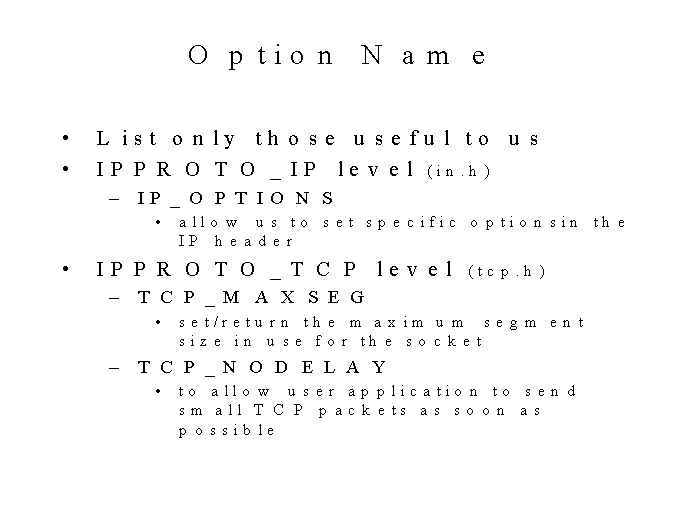 Option Name
• List only those useful to us
• IPPROTO_IP level (in.h)
– IP_OPTIONS
• allow us to set specific optionsin the
IP header
• IPPROTO_TCP level (tcp.h)
– TCP_MAXSEG
• set/return the maximum segment
size in use for the socket
– TCP_NODELAY
• to allow user application to send
small TCP packets as soon as
possible